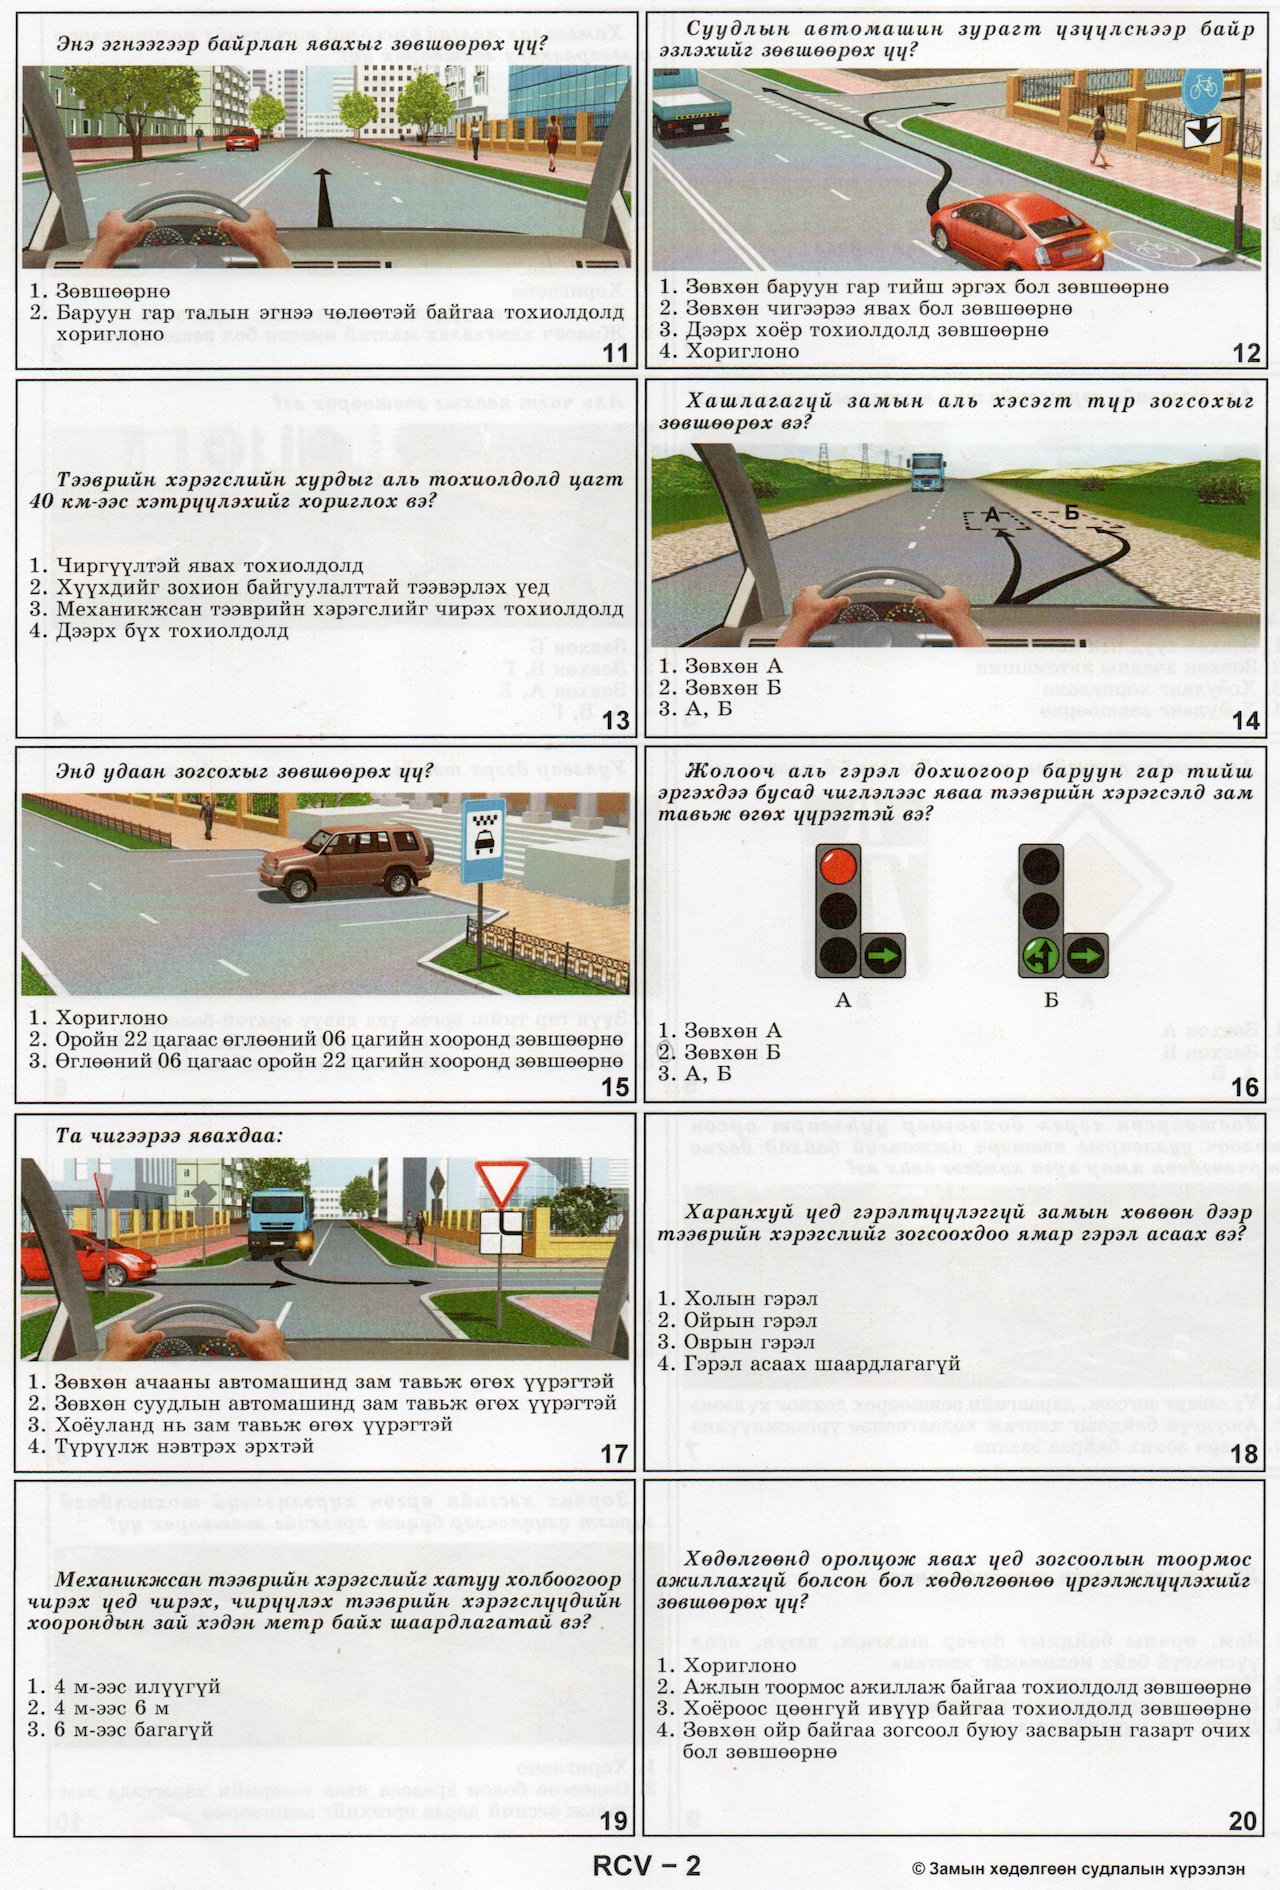 Энэ эгнээгээр байрлан явахыг зөвшөөрөх үү?
1. Зөвшөөрнө
2. Баруун гар талын эгнээ чөлөөтэй байгаа тохиолдолд
хориглоно
11
Суудлын автомашин зурагт үзүүлснээр байр
эзлэхийг зөвшөөрөх үү?
1. Зөвхөн баруун гар тийш эргэх бол зөвшөөрнө
2. Зөвхөн чигээрээ явах бол зөвшөөрнө
3. Дээрх хоёр тохиолдолд зөвшөөрнө
4. Хориглоно
12
Тээврийн хэрэгслийн хурдыг аль тохиолдолд цагт
40 км-ээс хэтрүүлэхийг хориглох вэ?
1. Чиргүүлтэй явах тохиолдолд
2. Хүүхдийг зохион байгуулалттай тээвэрлэх үед
3. Механикжсан тээврийн хэрэгслийг чирэх тохиолдолд
4. Дээрх бүх тохиолдолд
13
Хашлагагүй замын аль хэсэгт түр зогсохыг
зөвшөөрөх вэ?
А Б
1. Зөвхөн А
2. Зөвхөн Б
3. А, Б
14
Энд удаан зогсохыг зөвшөөрөх үү?
1. Хориглоно
2. Оройн 22 цагаас өглөөний 06 цагийн хооронд зөвшөөрнө
3. Өглөөний 06 цагаас оройн 22 цагийн хооронд зөвшөөрнө
15
Жолооч аль гэрэл дохиогоор баруун гар тийш
эргэхдээ бусад чиглэлээс яваа тээврийн хэрэгсэлд зам
тавьж өгөх үүрэгтэй вэ?
А Б
1. Зөвхөн А
2. Зөвхөн Б
3. А, Б
16
Та чигээрээ явахдаа:
1. Зөвхөн ачааны автомашинд зам тавьж өгөх үүрэгтэй
2. Зөвхөн суудлын автомашинд зам тавьж өгөх үүрэгтэй
3. Хоёуланд нь зам тавьж өгөх үүрэгтэй
4. Түрүүлж нэвтрэх эрхтэй
17
Харанхуй үед гэрэлтүүлэггүй замын хөвөөн дээр
тээврийн хэрэгслийг зогсоохдоо ямар гэрэл асаах вэ?
1. Холын гэрэл
2. Ойрын гэрэл
3. Оврын гэрэл
4. Гэрэл асаах шаардлагагүй
18
Механикжсан тээврийн хэрэгслийг хатуу холбоогоор
чирэх үед чирэх, чирүүлэх тээврийн хэрэгслүүдийн
хоорондын зай хэдэн метр байх шаардлагатай вэ?
1. 4 м-ээс илүүгүй
2. 4 м-ээс 6 м
3. 6 м-ээс багагүй
19
Хөдөлгөөнд оролцож явах үед зогсоолын тоормос
ажиллахгүй болсон бол хөдөлгөөнөө үргэлжлүүлэхийг
зөвшөөрөх үү?
1. Хориглоно
2. Ажлын тоормос ажиллаж байгаа тохиолдолд зөвшөөрнө
3. Хоёроос цөөнгүй ивүүр байгаа тохиолдолд зөвшөөрнө
4. Зөвхөн ойр байгаа зогсоол буюу засварын газарт очих
бол зөвшөөрнө
20
RCV – 2
© Замын хөдөлгөөн судлалын хүрээлэн